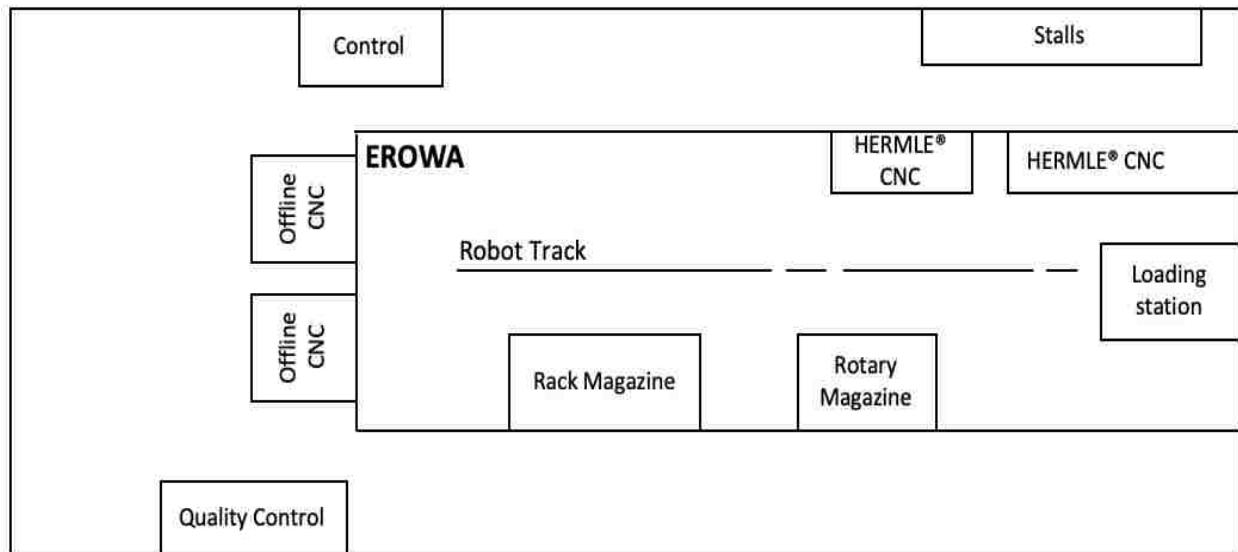 Control
Stalls
EROWA
HERMLE®
CNC
HERMLE® CNC
Offline
CNC
Robot Track
Loading
station
Offline
CNC
Rack Magazine
Rotary
Magazine
Quality Control